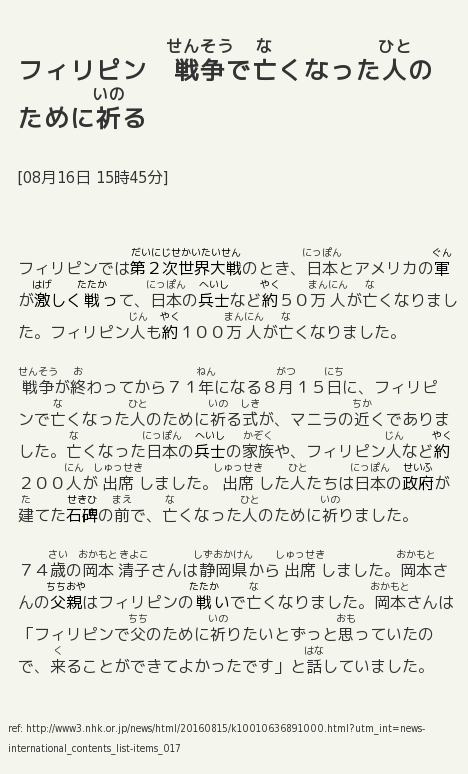 フィリピン　戦争で亡くなった人の
ために祈る
[08月16日 15時45分]
フィリピンでは第２次世界大戦のとき、日本とアメリカの軍
が激しく戦って、日本の兵士など約５０万人が亡くなりまし
た。フィリピン人も約１００万人が亡くなりました。
戦争が終わってから７１年になる８月１５日に、フィリピ
ンで亡くなった人のために祈る式が、マニラの近くでありま
した。亡くなった日本の兵士の家族や、フィリピン人など約
２００人が出席しました。出席した人たちは日本の政府が
建てた石碑の前で、亡くなった人のために祈りました。
７４歳の岡本清子さんは静岡県から出席しました。岡本さ
んの父親はフィリピンの戦いで亡くなりました。岡本さんは
「フィリピンで父のために祈りたいとずっと思っていたの
で、来ることができてよかったです」と話していました。
ref: http://www3.nhk.or.jp/news/html/20160815/k10010636891000.html?utm_int=news-
international_contents_list-items_017